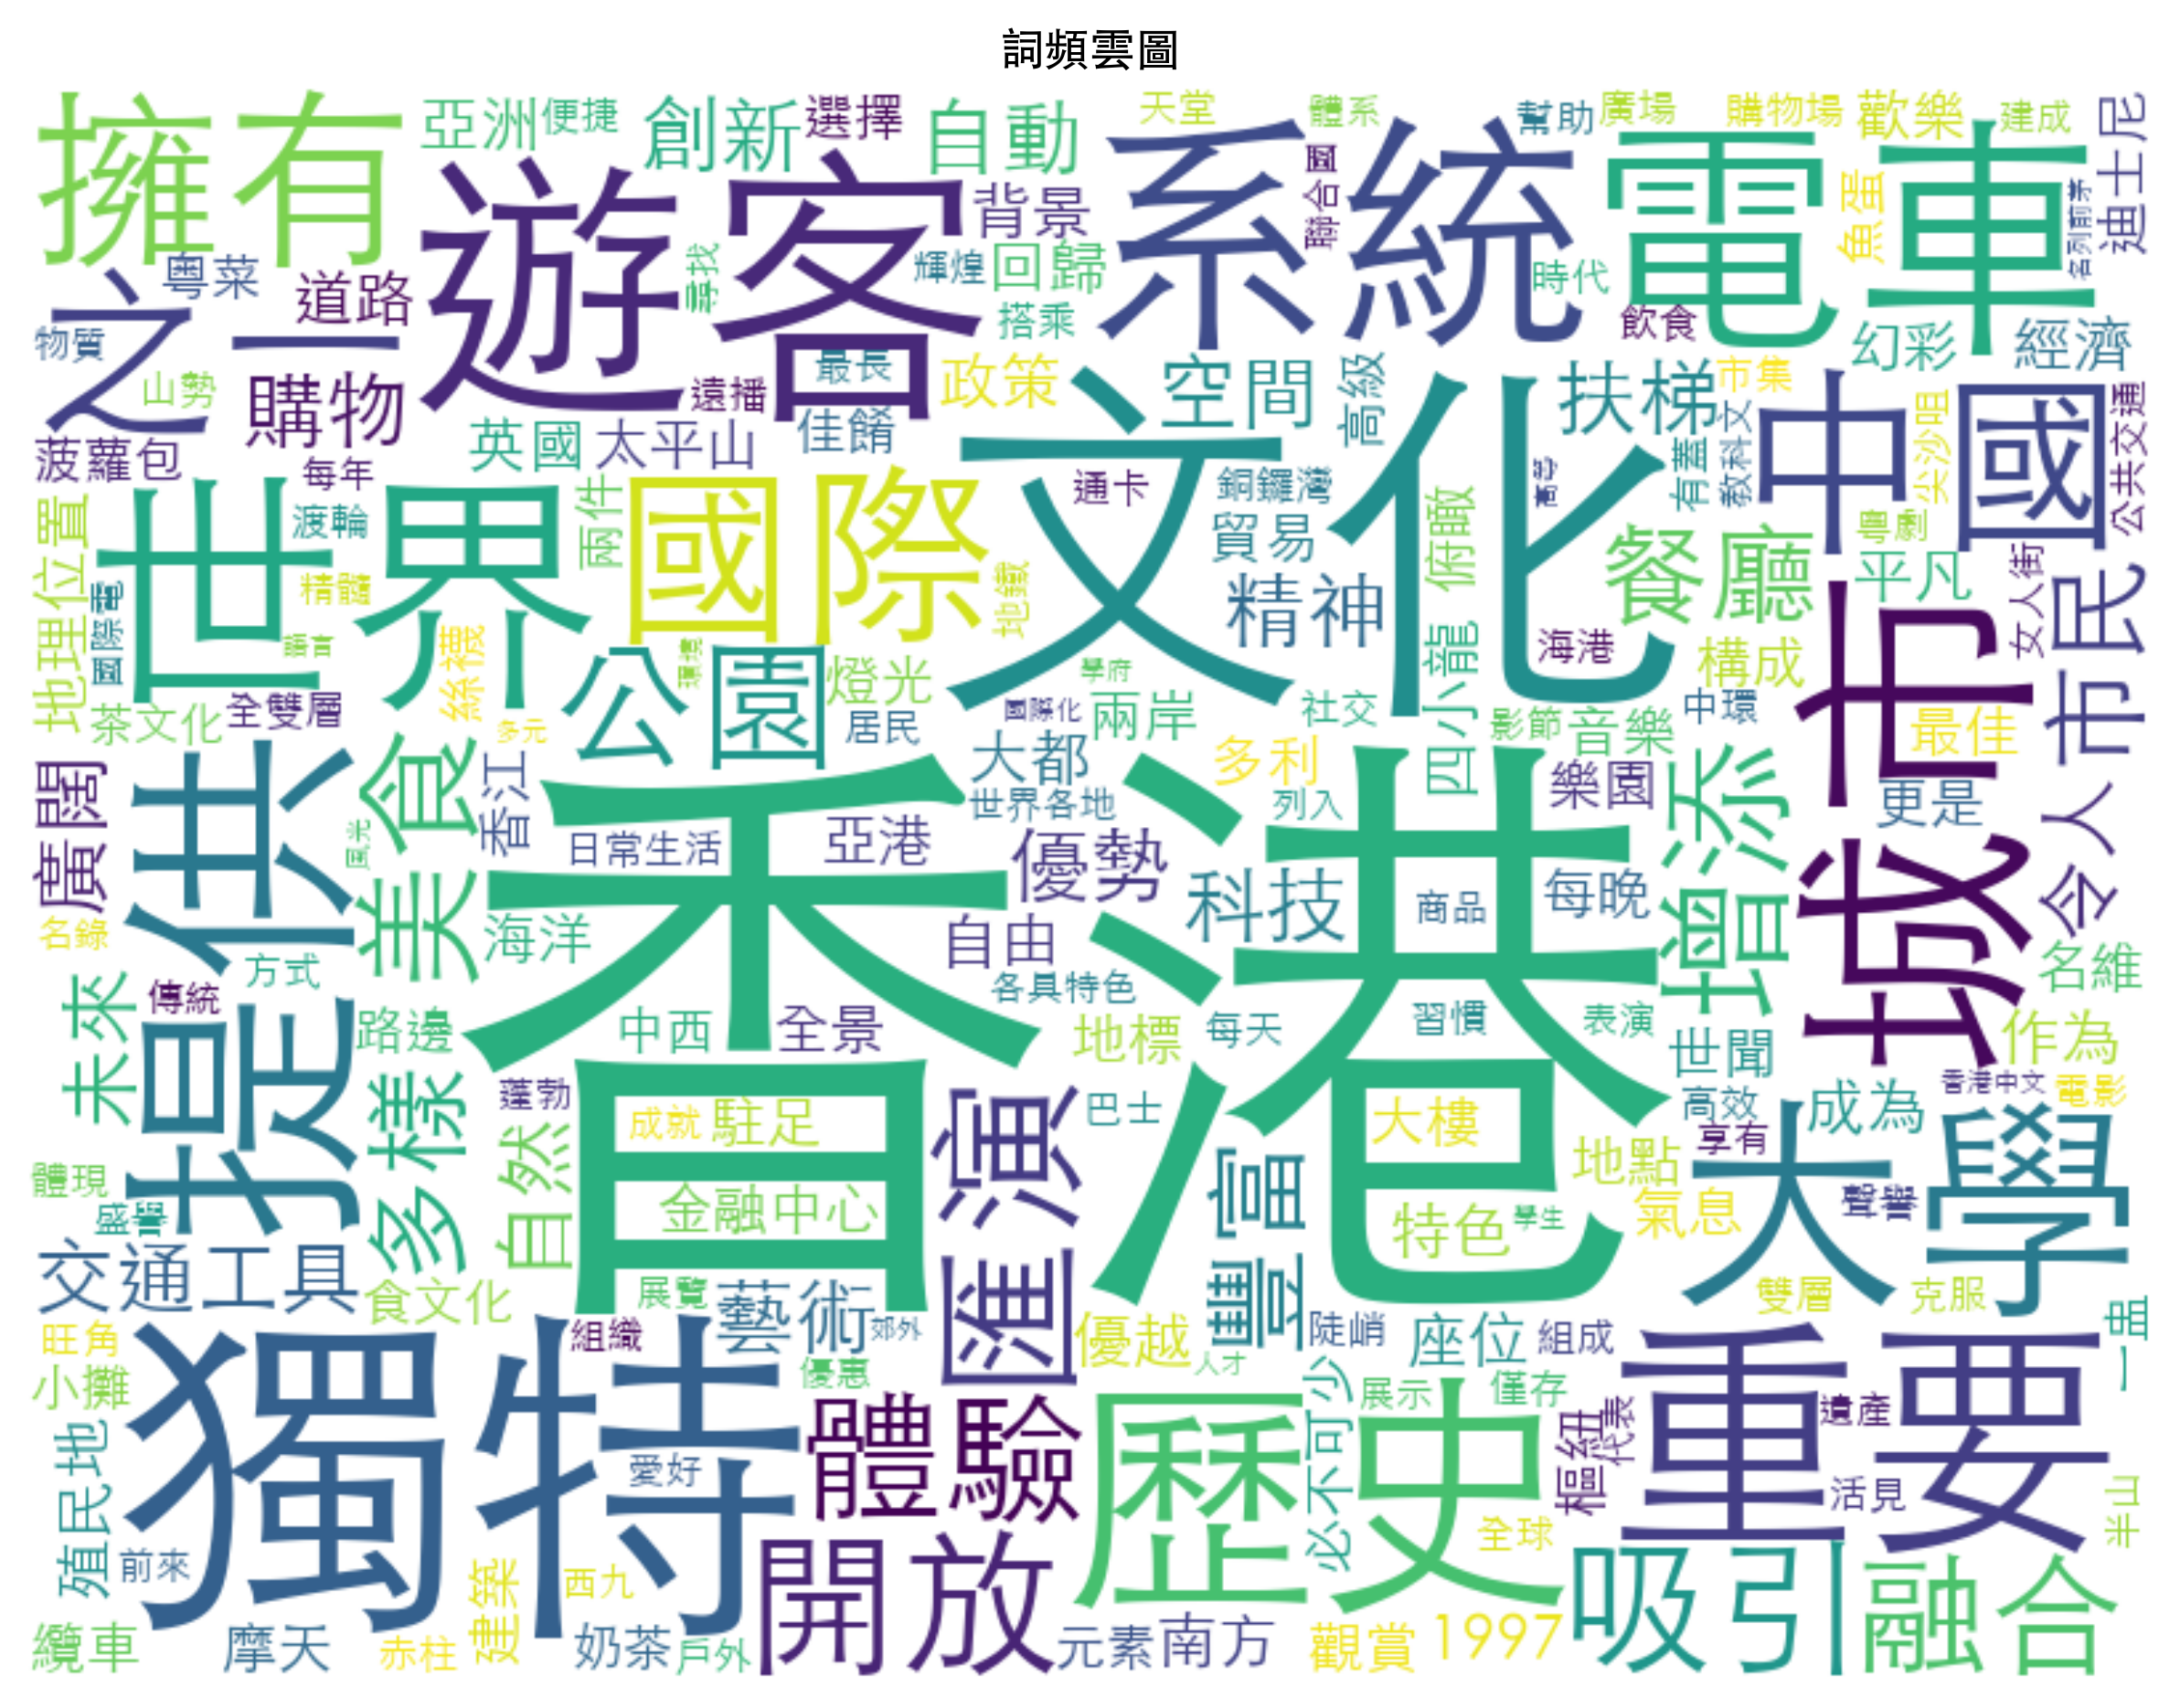 詞頻雲圖
擁有
亞洲
便捷
創新
選擇
自動
天堂
體系
幫助
廣場
購物場
歡樂
建成
迪士尼
遊客
系統
電車
背景
聯合國
魚蛋
名列前茅
粵菜
道路
尋找
輝煌
回歸
時代
之一
物質
搭乘
飲食
幻彩
經濟
山勢
購物
最長
遠播
政策
空間
高級
扶梯
市集
中國
公共交通
文化
菠蘿包
每年
英國
太平山
佳餚
通卡
銅鑼灣
有蓋
教科文
尖沙咀
地理位置
世界
渡輪
兩件
國際
貿易
俯瞰
餐廳
粵劇
平凡
女人街
市民
國際電
精髓
地鐵
精神
四小龍
海港
構成
絲襪
公園
環境
燈光
學府
城市
茶文化
全雙層
多元
居民
國際化
兩岸
社交
影節
音樂
中環
最佳
廣闊
提供
美食
香江
香港
大都
多利
樂園
增添
更是
令人
風光
日常生活
亞港
世界各地
列入
優勢
科技
商品
每晚
名錄
海洋
自由
名維
未來
傳統
方式
各具特色
路邊
中西
全景
地標
每天
習慣
表演
世聞
作為
多樣
蓬勃
成就
駐足
匯演
巴士
大樓
高效
香港中文
電影
成為
享有
大學
體現
盛譽
自然
金融中心
豐富
特色
學生
地點
氣息
聲譽
交通工具
食文化
展覽
藝術
郊外
雙層
克服
旺角
獨特
組織
優越
陡峭
座位
組成
一盟
小攤
優惠
人才
必不可少
展示
僅存
重要
殖民地
體驗
歷史
樞紐
代表
遺產
愛好
活見
半山
前來
建築
西九
開放
全球
吸引
融合
纜車
摩天
赤柱
奶茶
戶外
元素
南方
觀賞
1997